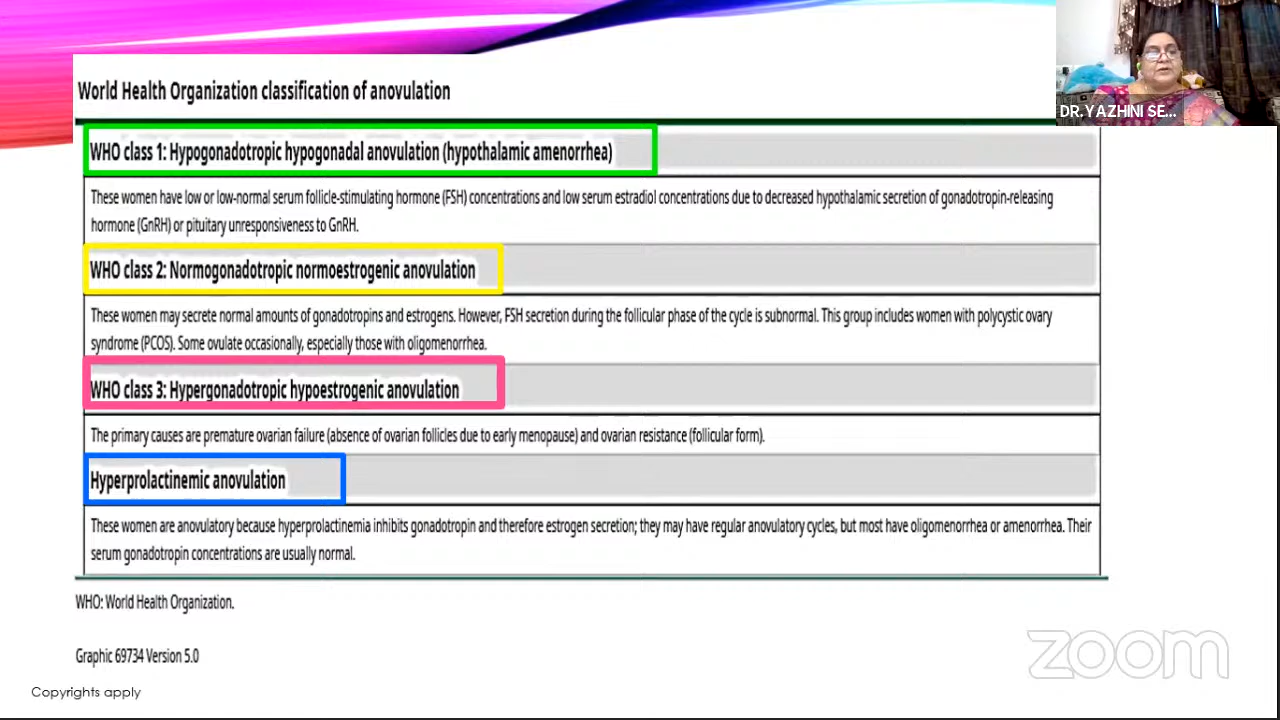 World Health Organization classification of anovulation
WHO class 1: Hypogonadotropic hypogonadal anovulation (hypothalamic amenorrhea)
These women have low or low-normal serum follicle-stimulating hormone (FSH) concentrations and low serum estradiol concentrations due to decreased hypothalamic secretion of gonadotropin-releasing
hormone (GnRH) or pituitary unresponsiveness to GnRH.
WHO class 2: Normogonadotropic normoestrogenic anovulation
These women may secrete normal amounts of gonadotropins and estrogens. However, FSH secretion during the follicular phase of the cycle is subnormal. This group includes women with polycystic ovary
syndrome (PCOS). Some ovulate occasionally, especially those with oligomenorrhea.
WHO class 3: Hypergonadotropic hypoestrogenic anovulation
The primary causes are premature ovarian failure (absence of ovarian follicles due to early menopause) and ovarian resistance (follicular form).
Hyperprolactinemic anovulation
These women are anovulatory because hyperprolactinemia inhibits gonadotropin and therefore estrogen secretion; they may have regular anovulatory cycles, but most have oligomenorrhea or amenorrhea. Their
serum gonadotropin concentrations are usually normal.
WHO: World Health Organization.
Graphic 69734 Version 5.0
Copyrights apply
DR.YAZHINI SE...
zoom